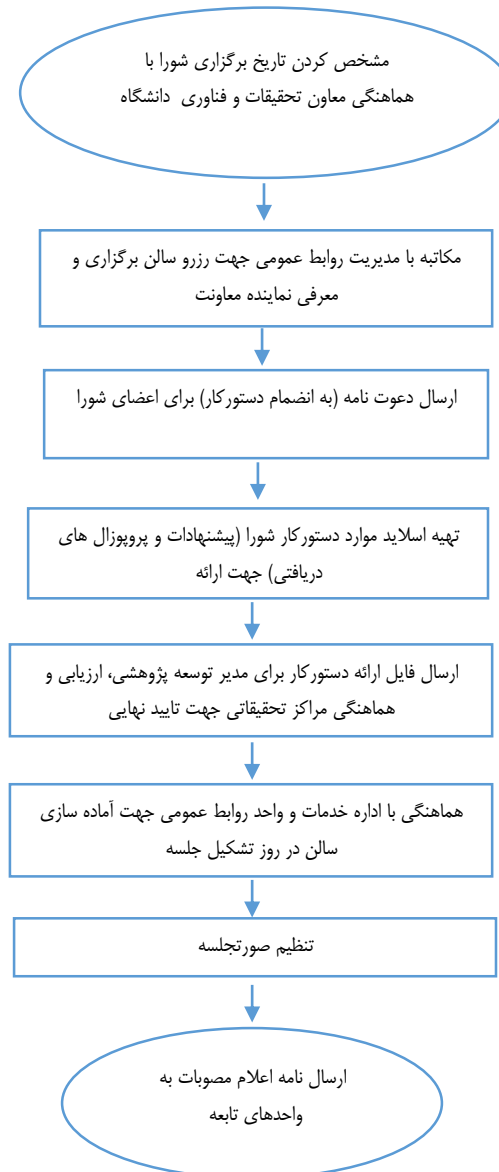 مشخص کردن تاریخ برگزاری شورا با
هماهنگی معاون تحقیقات و فناوری دانشگاه
مکاتبه با مدیریت روابط عمومی جهت رزرو سالن برگزاری و
معرفی نماینده معاونت
ارسال دعوت نامه (به انضمام دستورکار) برای اعضای شورا
تهیه اسلاید موارد دستورکار شورا (پیشنهادات و پروپوزال های
دریافتی) جهت ارائه
ارسال فایل ارائه دستورکار برای مدیر توسعه پژوهشی، ارزیابی و
هماهنگی مراکز تحقیقاتی جهت تایید نهایی
هماهنگی با اداره خدمات و واحد روابط عمومی جهت آماده سازی
سالن در روز تشکیل جلسه
تنظیم صورتجلسه
ارسال نامه اعلام مصوبات به
واحدهای تابعه